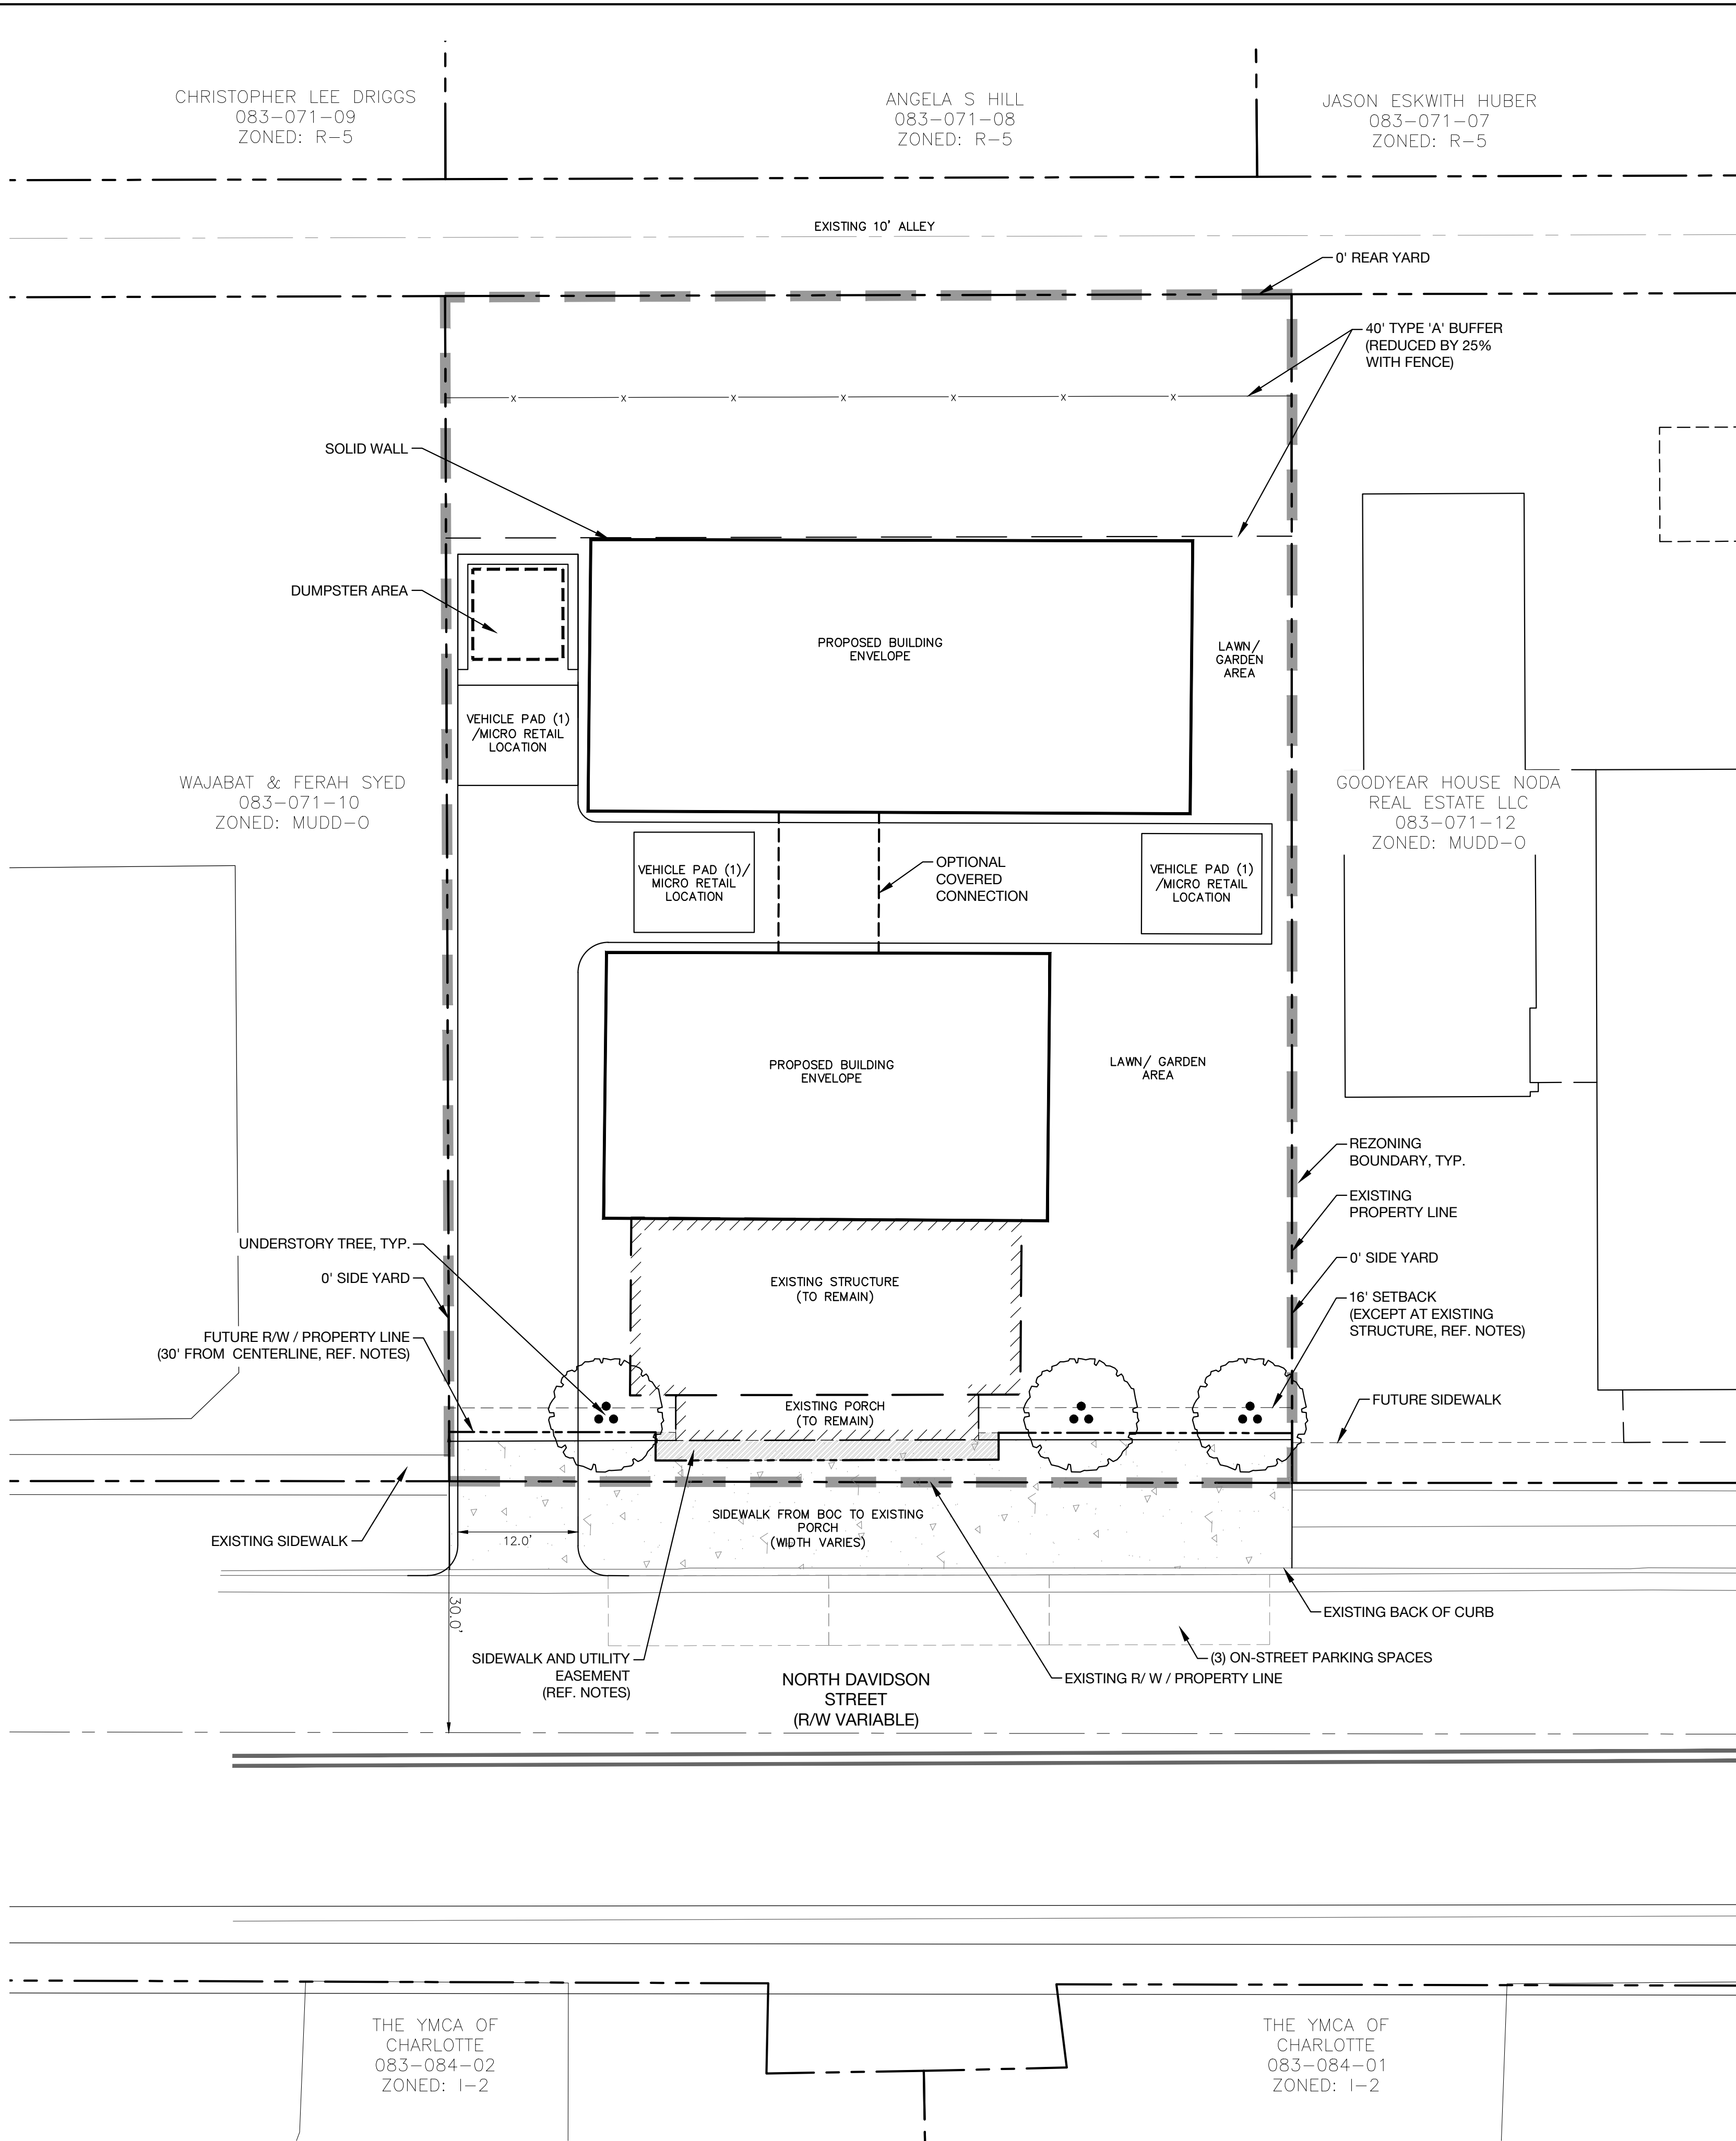 CHRISTOPHER LEE DRIGGS
083-071-09
ZONED: R-5
ANGELA S HILL
083-071-08
ZONED: R-5
JASON ESKWITH HUBER
083-071-07
ZONED: R-5
EXISTING 10' ALLEY
0' REAR YARD
40' TYPE 'A' BUFFER
(REDUCED BY 25%
WITH FENCE)
X X X X X X X
SOLID WALL
DUMPSTER AREA
PROPOSED BUILDING
ENVELOPE
LAWN/
GARDEN
AREA
VEHICLE PAD (1)
/MICRO RETAIL
LOCATION
WAJABAT & FERAH SYED
083-071-10
ZONED: MUDD-O
GOODYEAR HOUSE NODA
REAL ESTATE LLC
083-071-12
ZONED: MUDD-O
VEHICLE PAD (1)/
MICRO RETAIL
LOCATION
OPTIONAL
COVERED
CONNECTION
VEHICLE PAD (1)
/MICRO RETAIL
LOCATION
PROPOSED BUILDING
ENVELOPE
LAWN/ GARDEN
AREA
REZONING
BOUNDARY, TYP.
EXISTING
PROPERTY LINE
UNDERSTORY TREE, TYP.
0' SIDE YARD
0' SIDE YARD
EXISTING STRUCTURE
(TO REMAIN)
16' SETBACK
(EXCEPT AT EXISTING
STRUCTURE, REF. NOTES)
FUTURE R/W / PROPERTY LINE
(30' FROM CENTERLINE, REF. NOTES)
EXISTING PORCH
(TO REMAIN)
FUTURE SIDEWALK
SIDEWALK FROM BOC TO EXISTING
PORCH
(WIDTH VARIES)
EXISTING SIDEWALK
12.0'
30.0'
EXISTING BACK OF CURB
SIDEWALK AND UTILITY
EASEMENT
(REF. NOTES)
(3) ON-STREET PARKING SPACES
EXISTING R/ W / PROPERTY LINE
NORTH DAVIDSON
STREET
(R/W VARIABLE)
THE YMCA OF
CHARLOTTE
083-084-02
ZONED: I-2
THE YMCA OF
CHARLOTTE
083-084-01
ZONED: I-2